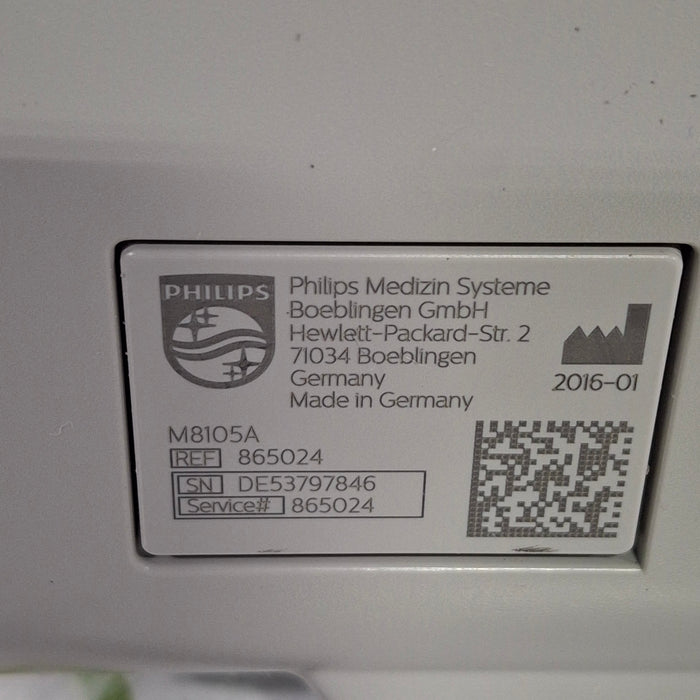 PHILIPS
Philips Medizin Systeme
Boeblingen GmbH
Hewlett-Packard-Str. 2
71034 Boeblingen
Germany
Made in Germany
2016-01
M8105A
REF 865024
SN DE53797846
Service# 865024